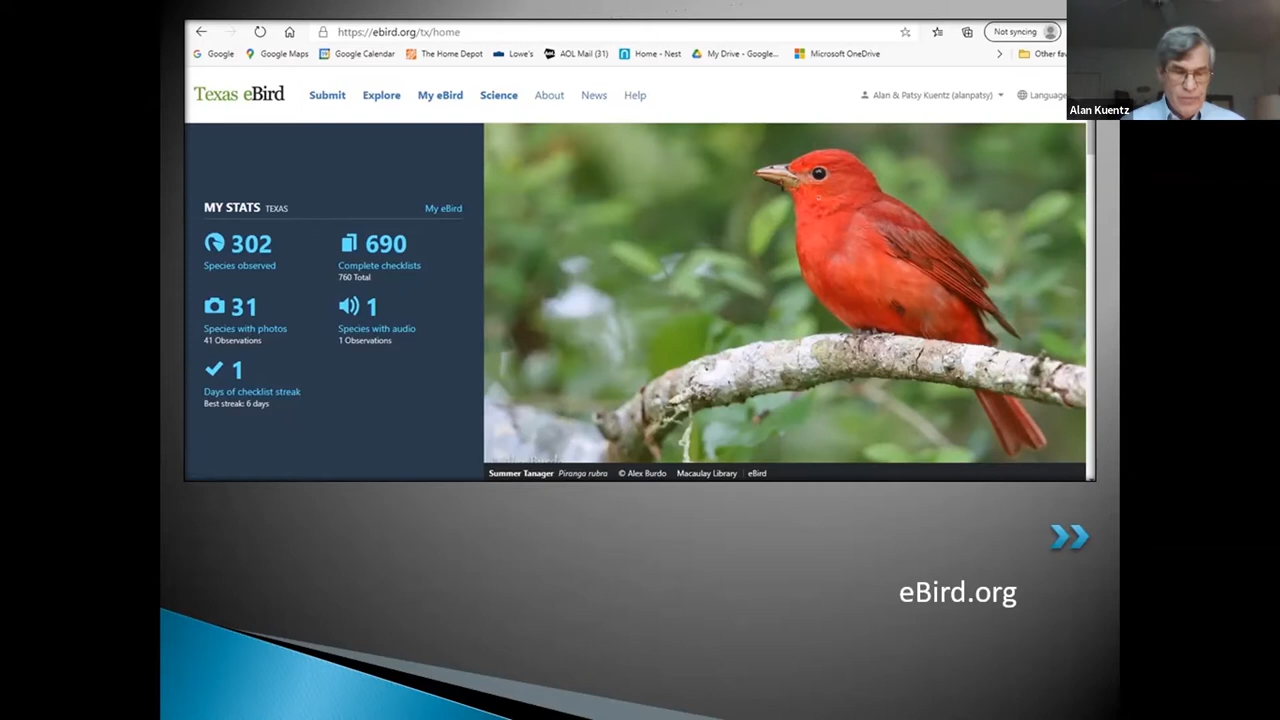 https://ebird.org/tx/home
Not syncing
Google
Google Maps
Google Calendar
The Home Depot
Lowe's
AOL Mail (31)
Home - Nest
My Drive - Google...
Microsoft OneDrive
Other fav
Texas eBird
Submit
Explore
My eBird
Science
About
News
Help
Alan & Patsy Kuentz (alanpatsy)
Language
Alan Kuentz
MY STATS TEXAS
My eBird
302
Species observed
690
Complete checklists
760 Total
31
Species with photos
41 Observations
1
Species with audio
1 Observations
1
Days of checklist streak
Best streak: 6 days
Summer Tanager Piranga rubra © Alex Burdo Macaulay Library eBird
eBird.org